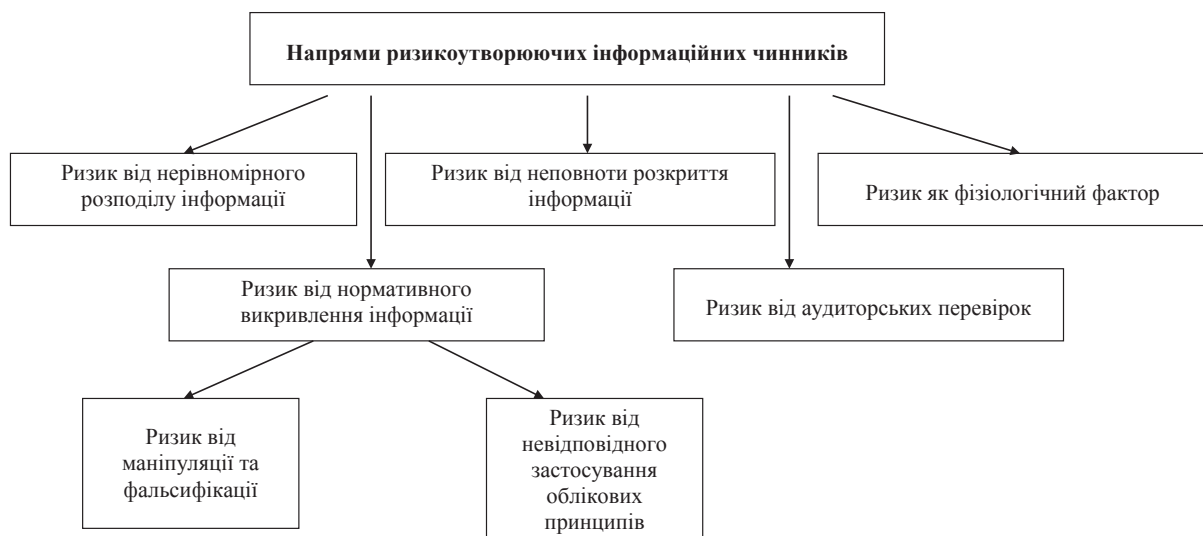 Напрями ризикоутворюючих інформаційних чинників
Ризик від нерівномірного
розподілу інформації
Ризик від неповноти розкриття
інформації
Ризик як фізіологічний фактор
Ризик від нормативного
викривлення інформації
Ризик від аудиторських перевірок
Ризик від
маніпуляції та
фальсифікації
Ризик від
невідповідного
застосування
облікових
принципів